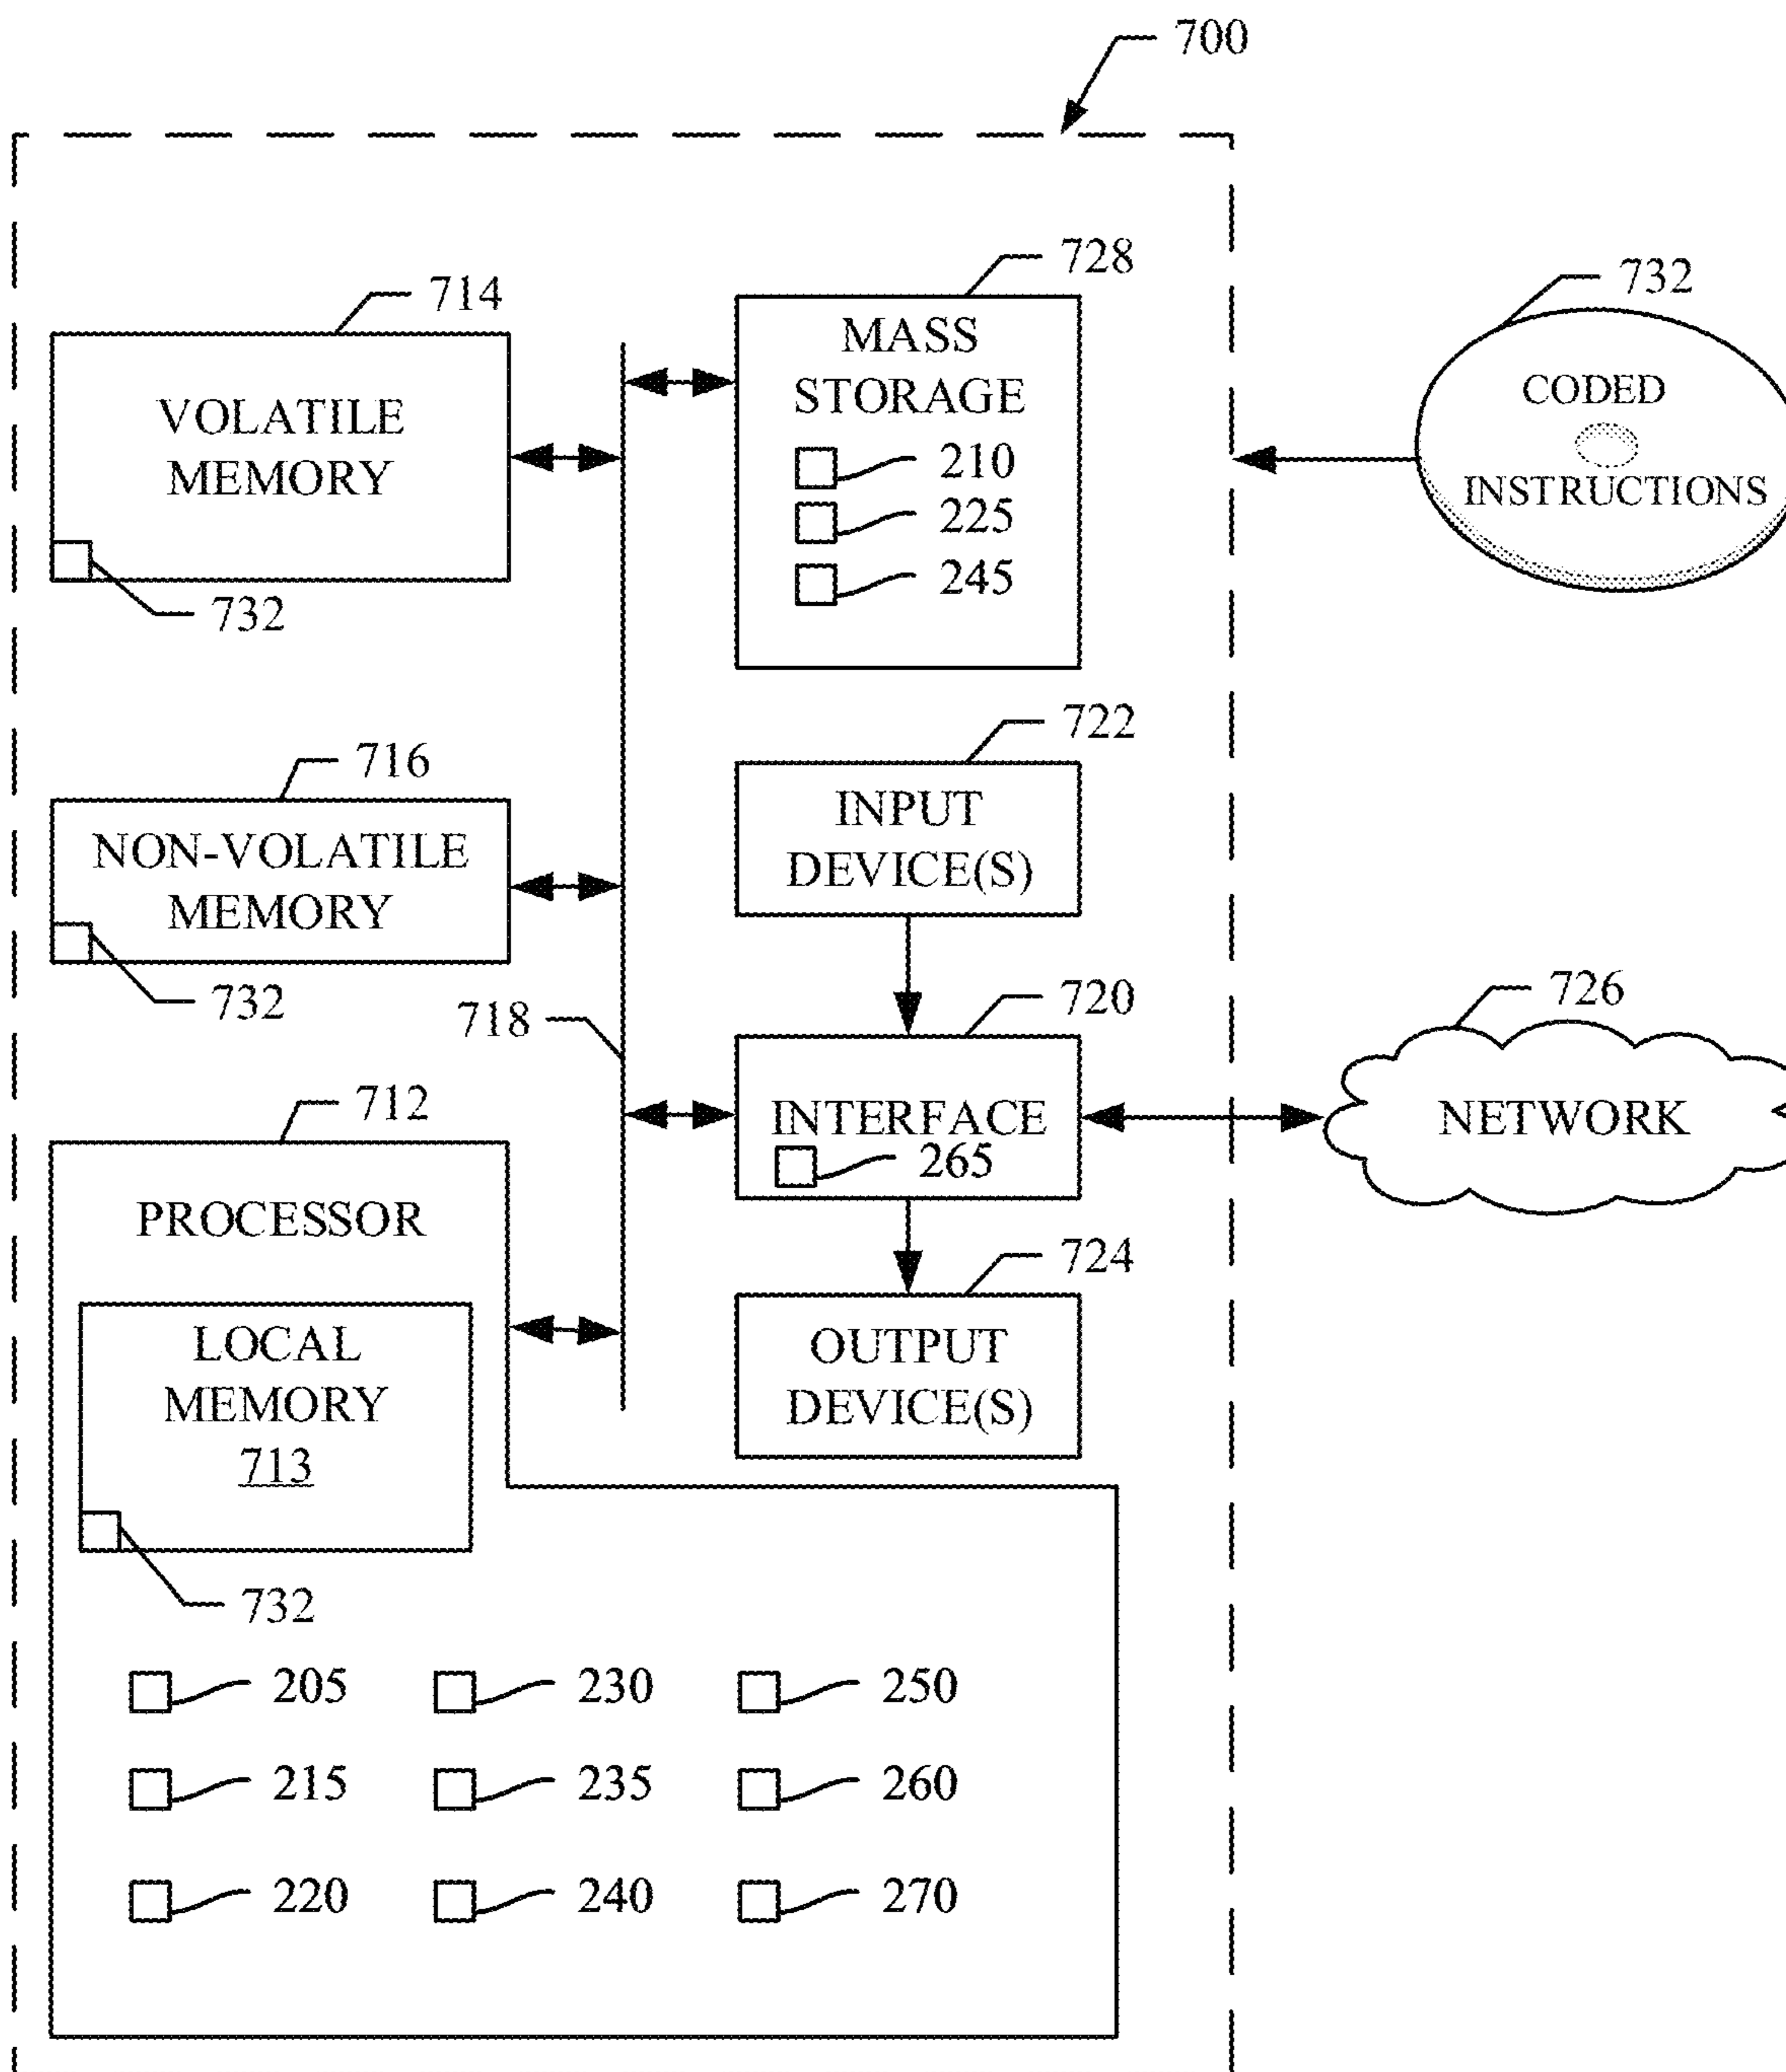 700
714
VOLATILE
MEMORY
732
728
MASS
STORAGE
210
225
245
732
CODED
INSTRUCTIONS
716
NON-VOLATILE
MEMORY
732
718
722
INPUT
DEVICE(S)
720
INTERFACE
265
726
NETWORK
724
OUTPUT
DEVICE(S)
712
PROCESSOR
LOCAL
MEMORY
713
732
205 230 250
215 235 260
220 240 270